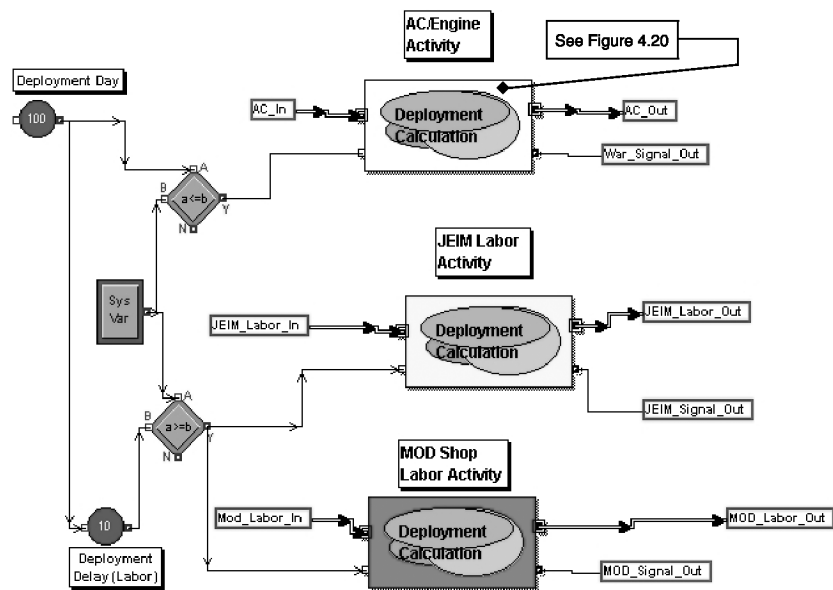 AC/Engine
Activity
See Figure 4.20
Deployment Day
100
AC_In
Deployment
Calculation
AC_Out
War_Signal_Out
A
B
a<=b
Y
N
JEIM Labor
Activity
Sys
Var
JEIM_Labor_In
Deployment
Calculation
JEIM_Labor_Out
A
B
a>=b
Y
N
JEIM_Signal_Out
MOD Shop
Labor Activity
10
Mod_Labor_In
Deployment
Calculation
MOD_Labor_Out
Deployment
Delay (Labor)
MOD_Signal_Out